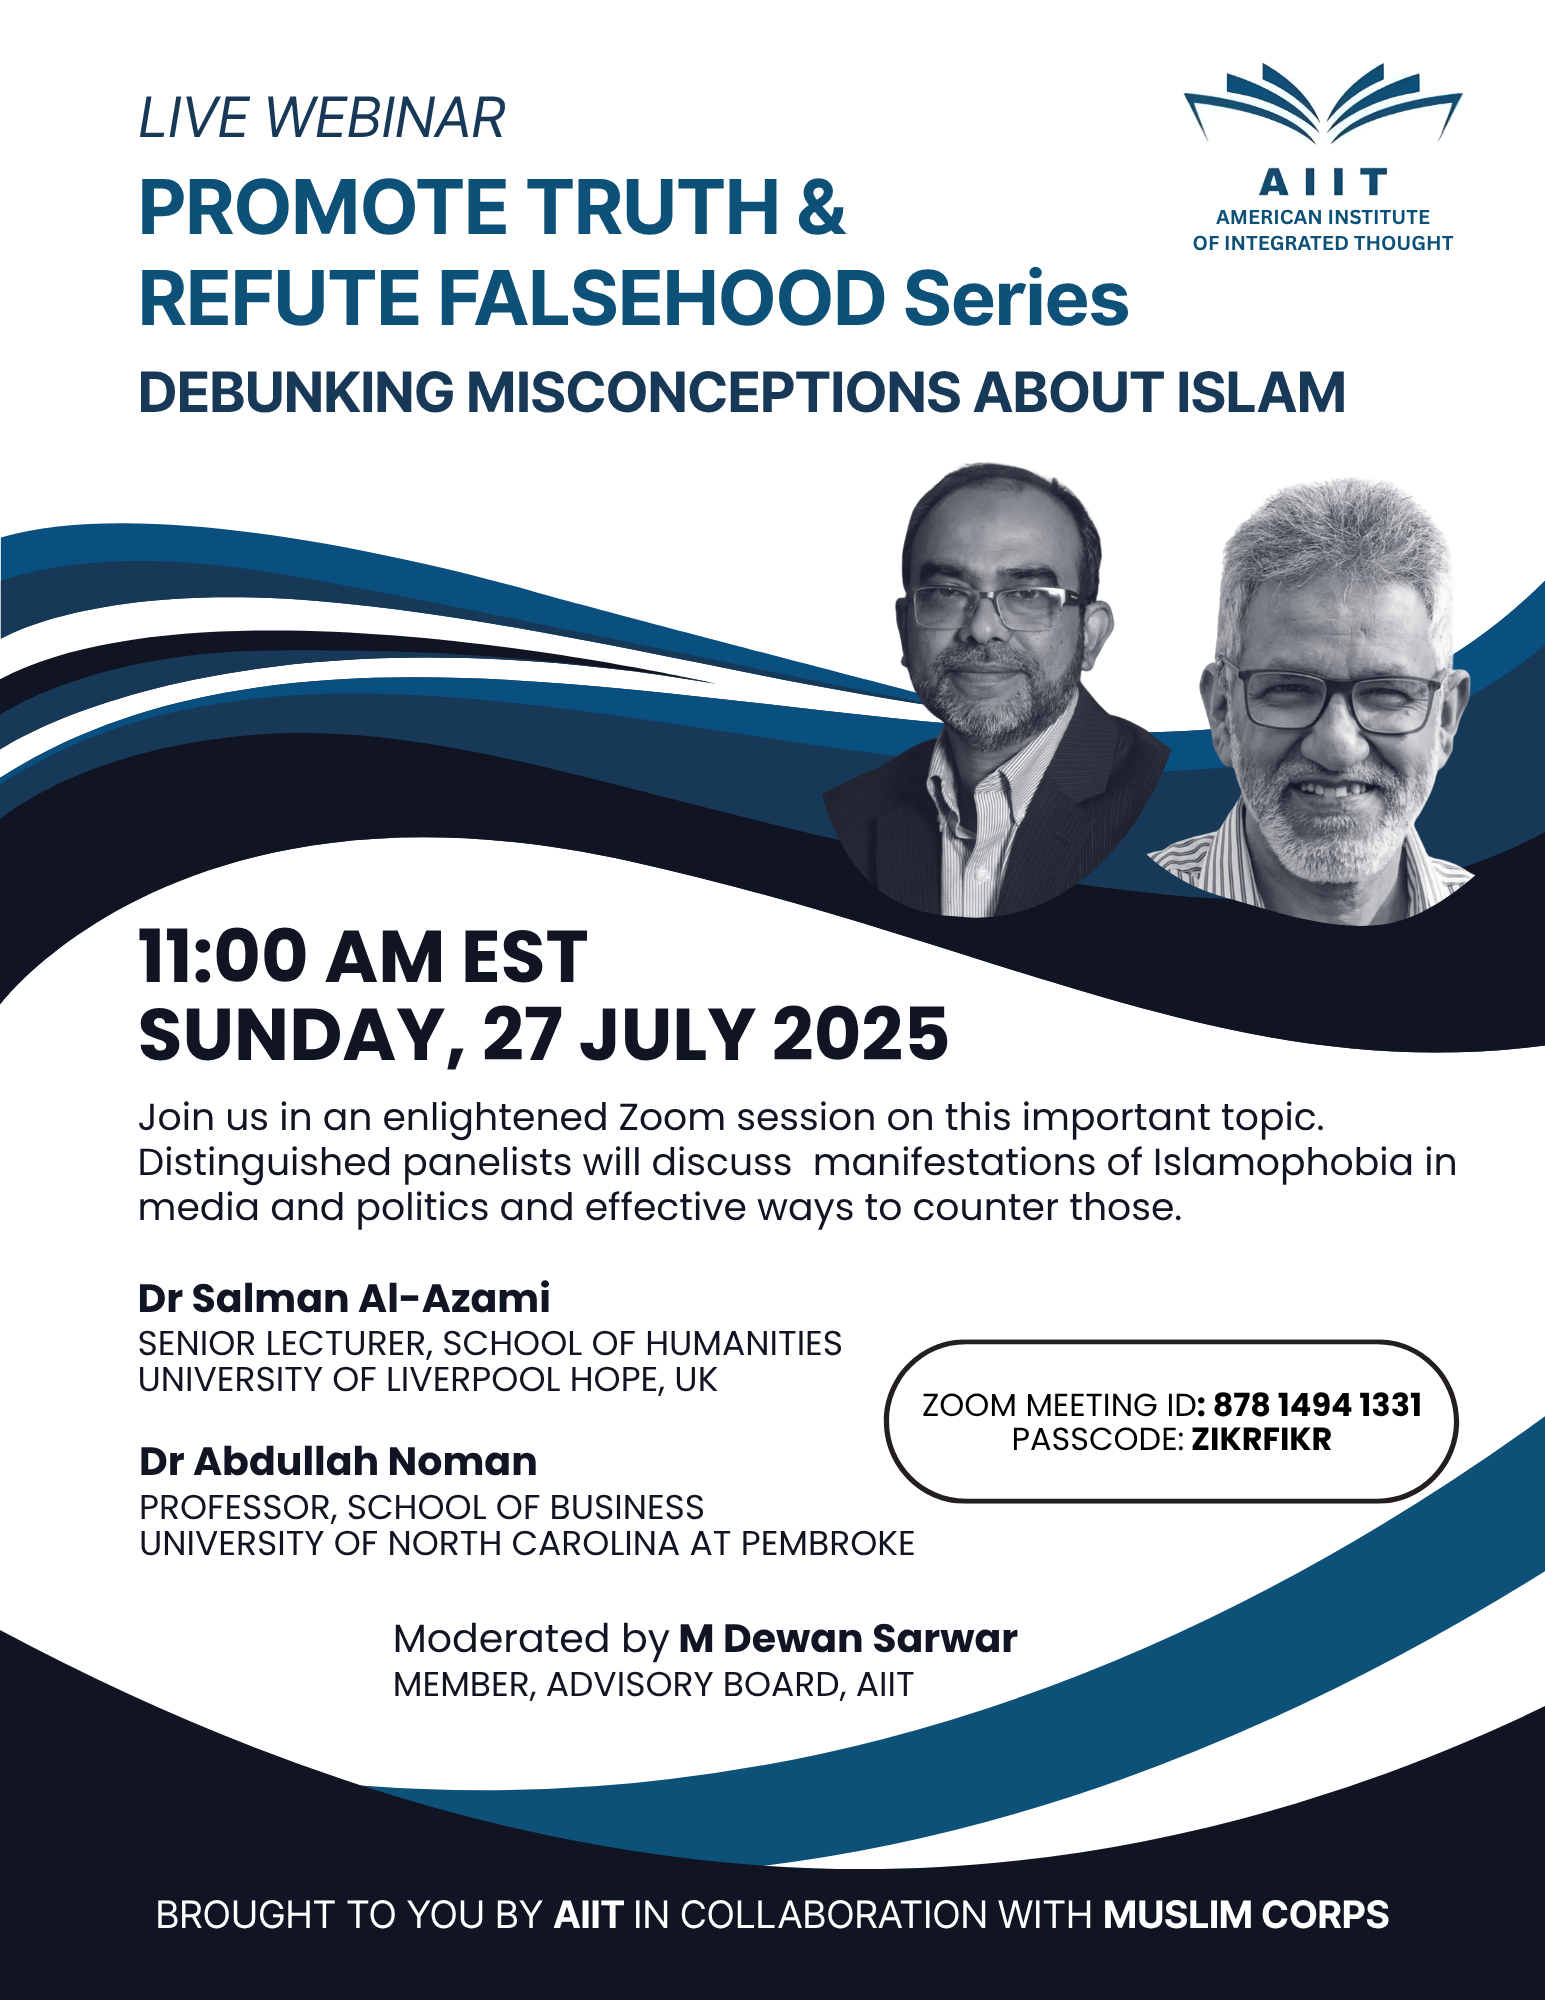 LIVE WEBINAR
PROMOTE TRUTH &
REFUTE FALSEHOOD Series
DEBUNKING MISCONCEPTIONS ABOUT ISLAM
AIIT
AMERICAN INSTITUTE
OF INTEGRATED THOUGHT
11:00 AM EST
SUNDAY, 27 JULY 2025
Join us in an enlightened Zoom session on this important topic.
Distinguished panelists will discuss  manifestations of Islamophobia in
media and politics and effective ways to counter those.
Dr Salman Al-Azami
SENIOR LECTURER, SCHOOL OF HUMANITIES
UNIVERSITY OF LIVERPOOL HOPE, UK
Dr Abdullah Noman
PROFESSOR, SCHOOL OF BUSINESS
UNIVERSITY OF NORTH CAROLINA AT PEMBROKE
ZOOM MEETING ID: 878 1494 1331
PASSCODE: ZIKRFIKR
Moderated by M Dewan Sarwar
MEMBER, ADVISORY BOARD, AIIT
BROUGHT TO YOU BY AIIT IN COLLABORATION WITH MUSLIM CORPS